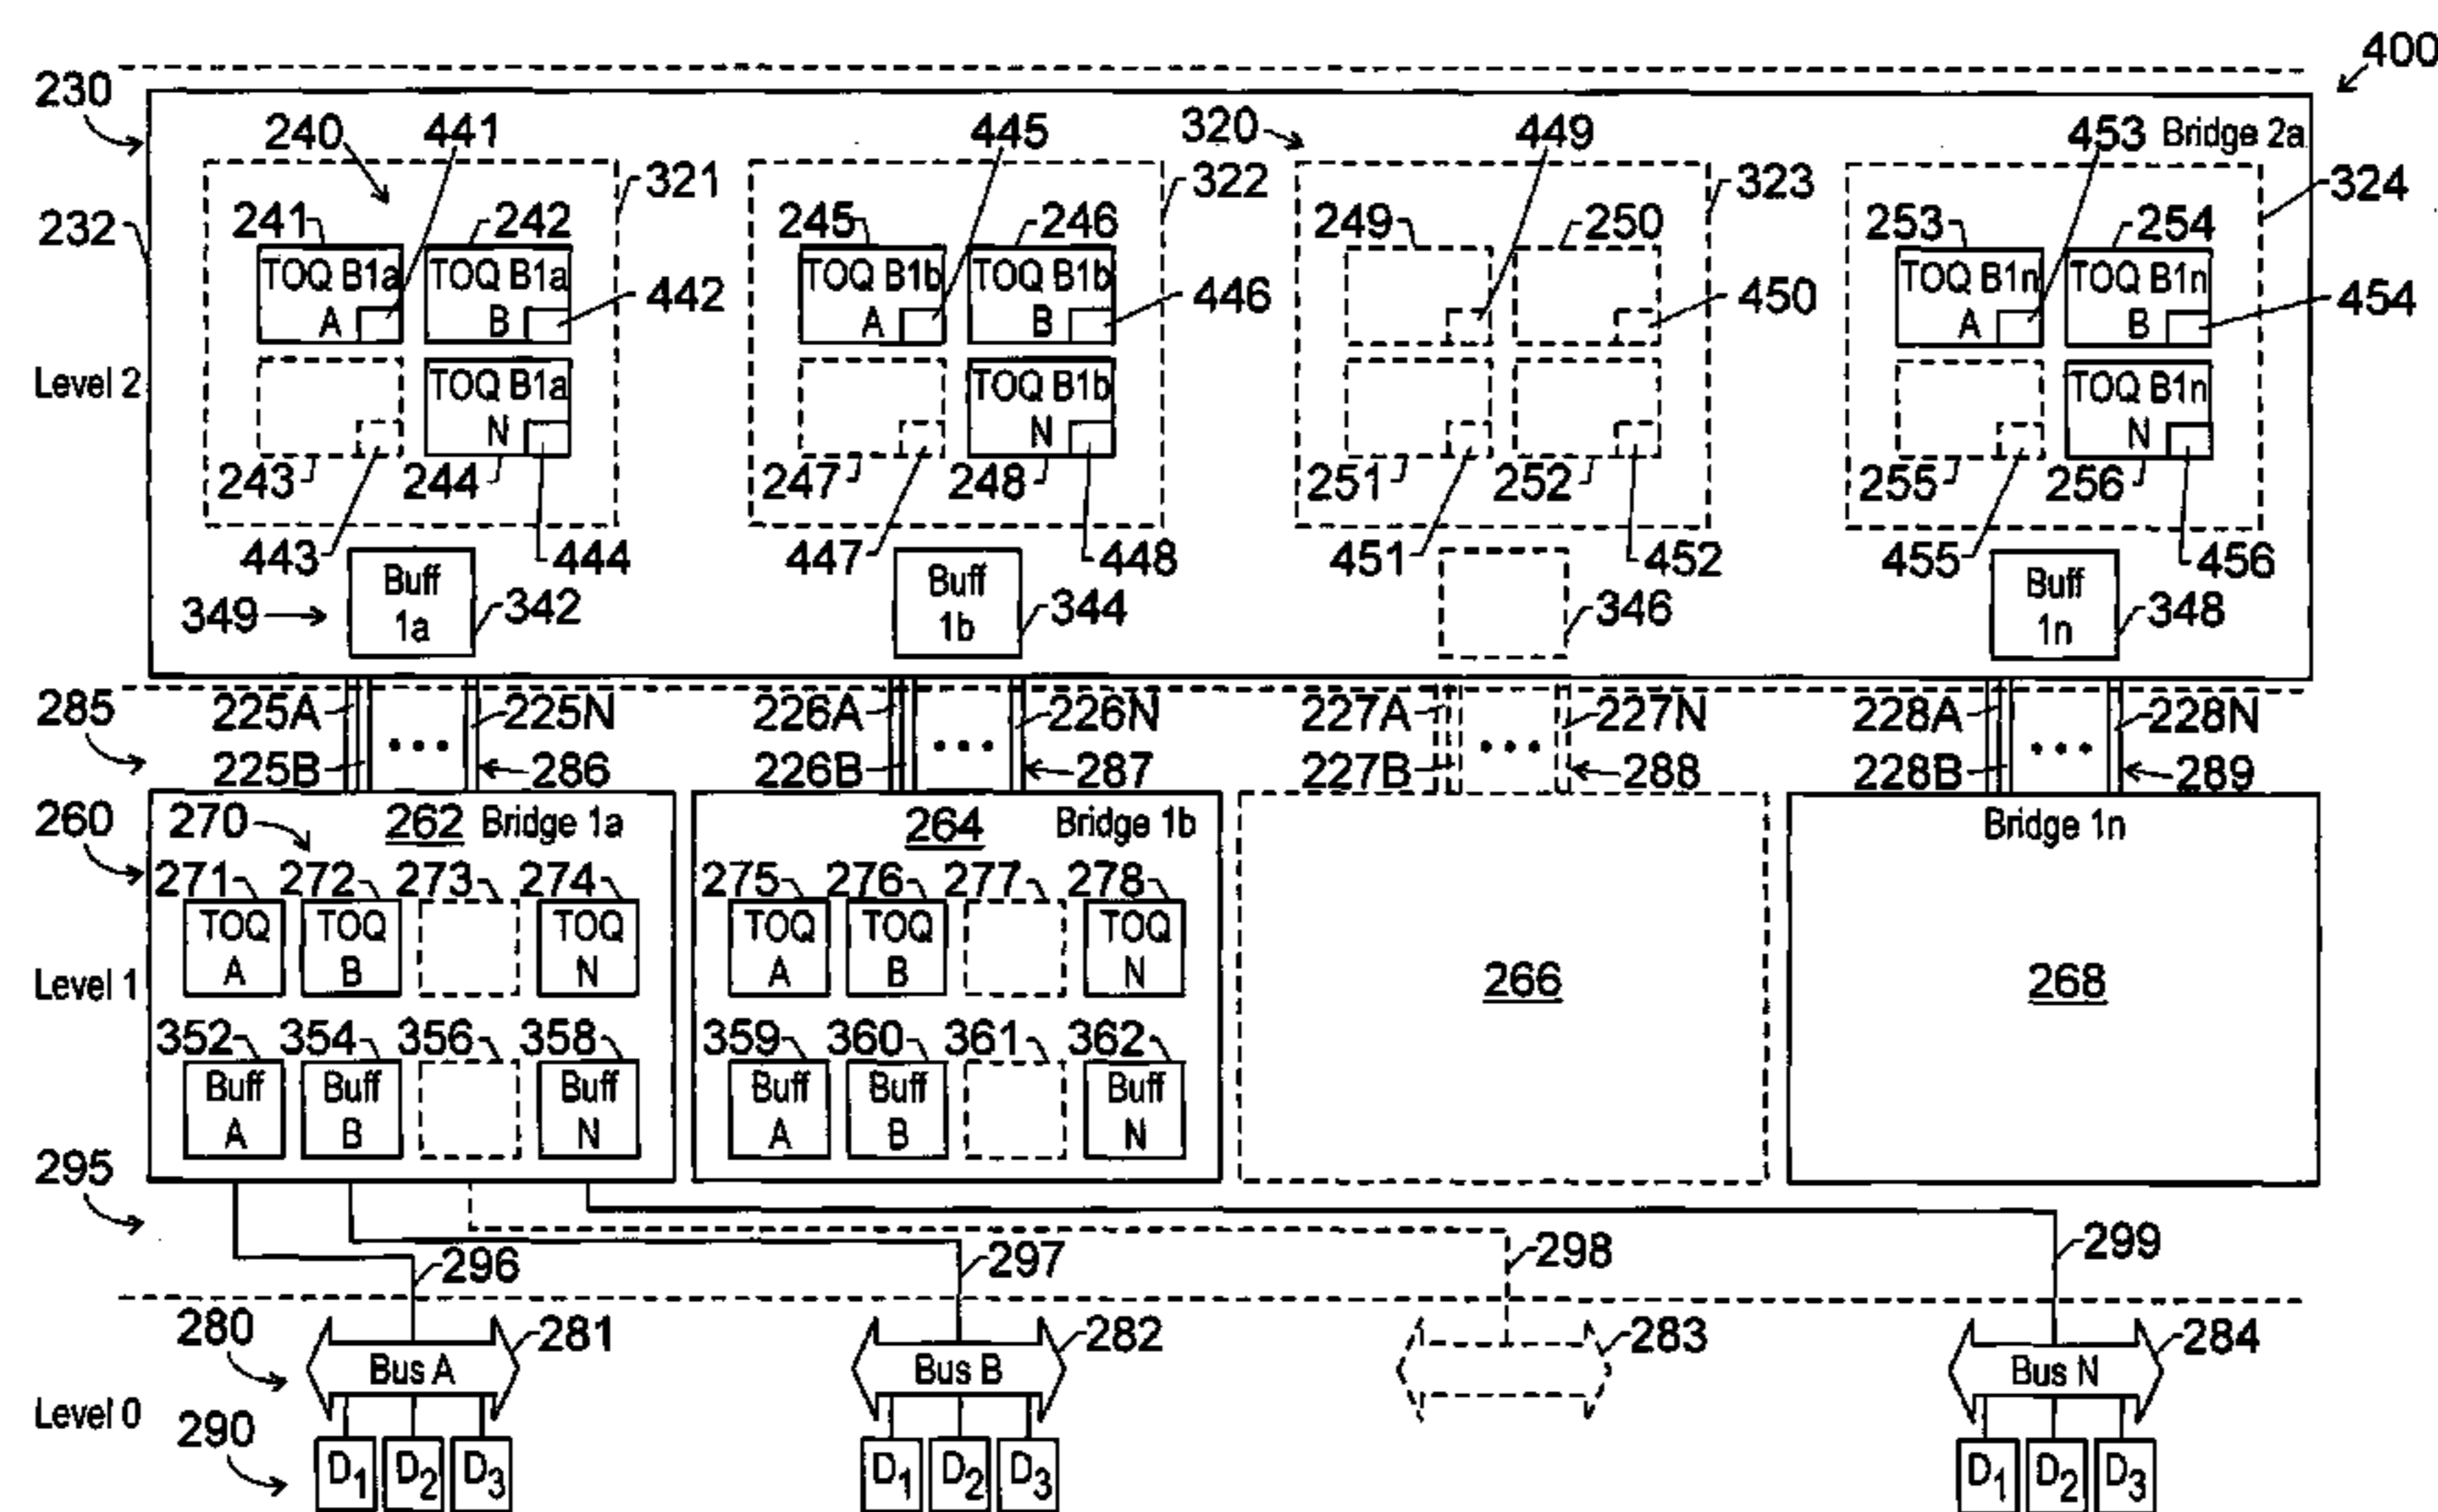 400
230
240 441 445 320 449 453 Bridge 2a
321 322 323 324
232 241 242 245 246 249 250 253 254
TOQ B1a TOQ B1a TOQ B1b TOQ B1b TOQ B1n TOQ B1n
A B 442 A B 446 450 A B 454
Level 2 TOQ B1a TOQ B1b TOQ B1n
N N N
243 244 247 248 251 252 255 256
443 444 447 448 451 452 455 456
349 Buff 342 Buff 344 346 Buff 348
1a 1b 1n
285 225A 225N 226A 226N 227A 227N 228A 228N
... ... ... ...
225B 286 226B 287 227B 288 228B 289
260 270 262 Bridge 1a 264 Bridge 1b Bridge 1n
271 272 273 274 275 276 277 278
TOQ TOQ TOQ TOQ TOQ TOQ
A B N A B N
Level 1 266 268
352 354 356 358 359 360 361 362
Buff Buff Buff Buff Buff Buff
A B N A B N
295
296 297 298 299
280 281 282 283 284
Bus A Bus B Bus N
Level 0 290
D1 D2 D3 D1 D2 D3 D1 D2 D3